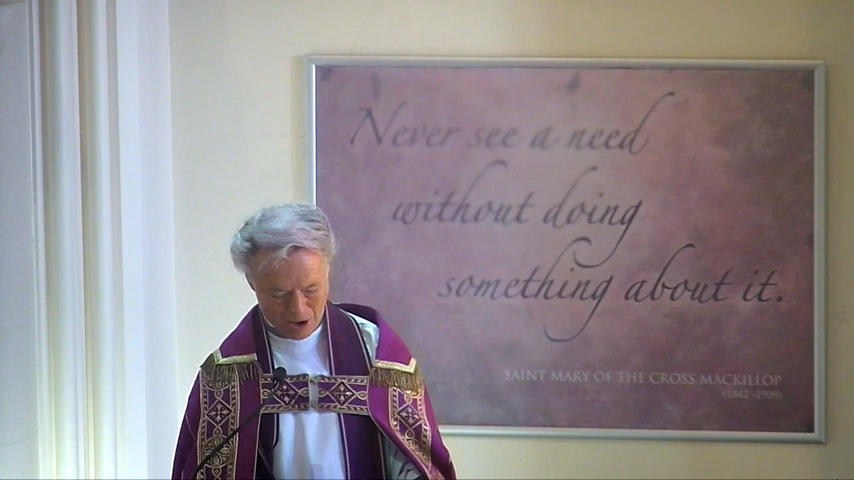 Never see a need
without doing
something about it.
SAINT MARY OF THE CROSS MACKILLOP
(1842 -1909)